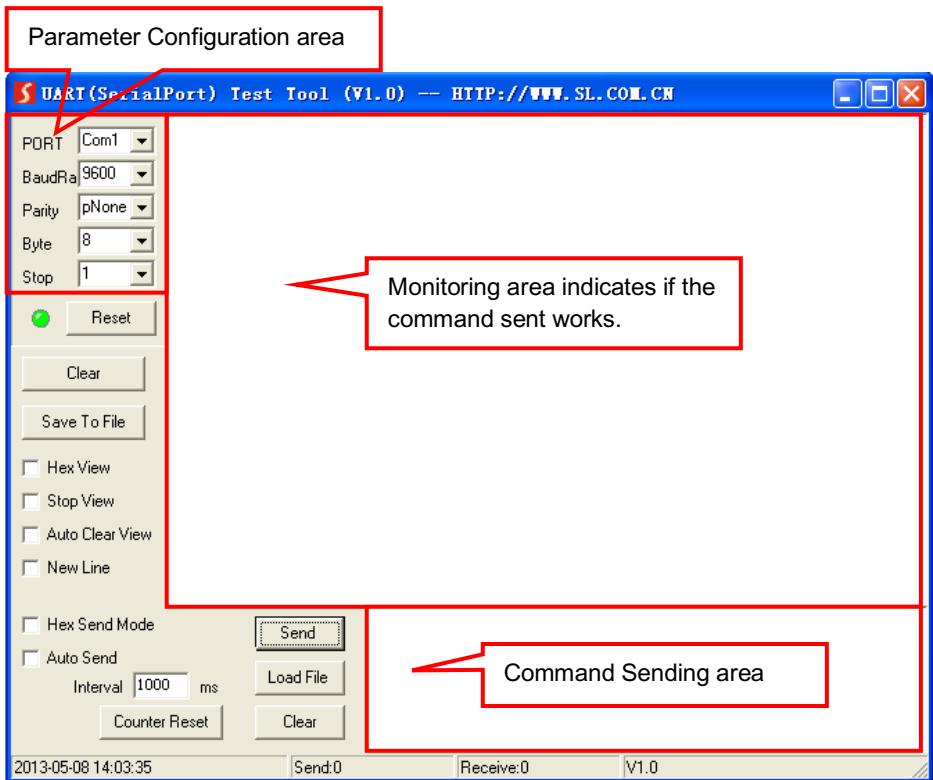 Parameter Configuration area
UART(SerialPort) Test Tool (V1.0) -- HTTP://WWW.SL.COM.CN
PORT Com1
BaudRa 9600
Parity pNone
Byte 8
Stop 1
Monitoring area indicates if the
command sent works.
Reset
Clear
Save To File
Hex View
Stop View
Auto Clear View
New Line
Hex Send Mode
Send
Auto Send
Interval 1000 ms
Load File
Counter Reset
Clear
Command Sending area
2013-05-08 14:03:35 Send:0 Receive:0 V1.0